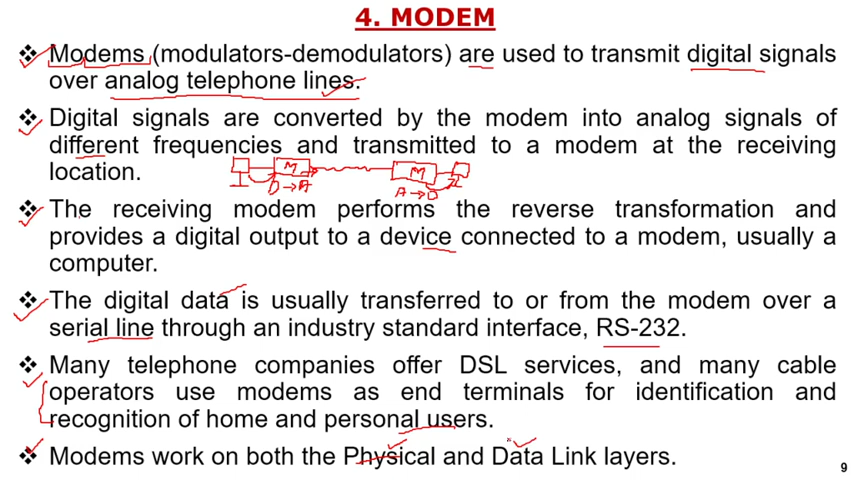 4. MODEM
❖ Modems (modulators-demodulators) are used to transmit digital signals
over analog telephone lines.
❖ Digital signals are converted by the modem into analog signals of
different frequencies and transmitted to a modem at the receiving
location.
M M
D→A A→D
❖ The receiving modem performs the reverse transformation and
provides a digital output to a device connected to a modem, usually a
computer.
❖ The digital data is usually transferred to or from the modem over a
serial line through an industry standard interface, RS-232.
❖ Many telephone companies offer DSL services, and many cable
operators use modems as end terminals for identification and
recognition of home and personal users.
❖ Modems work on both the Physical and Data Link layers.
9